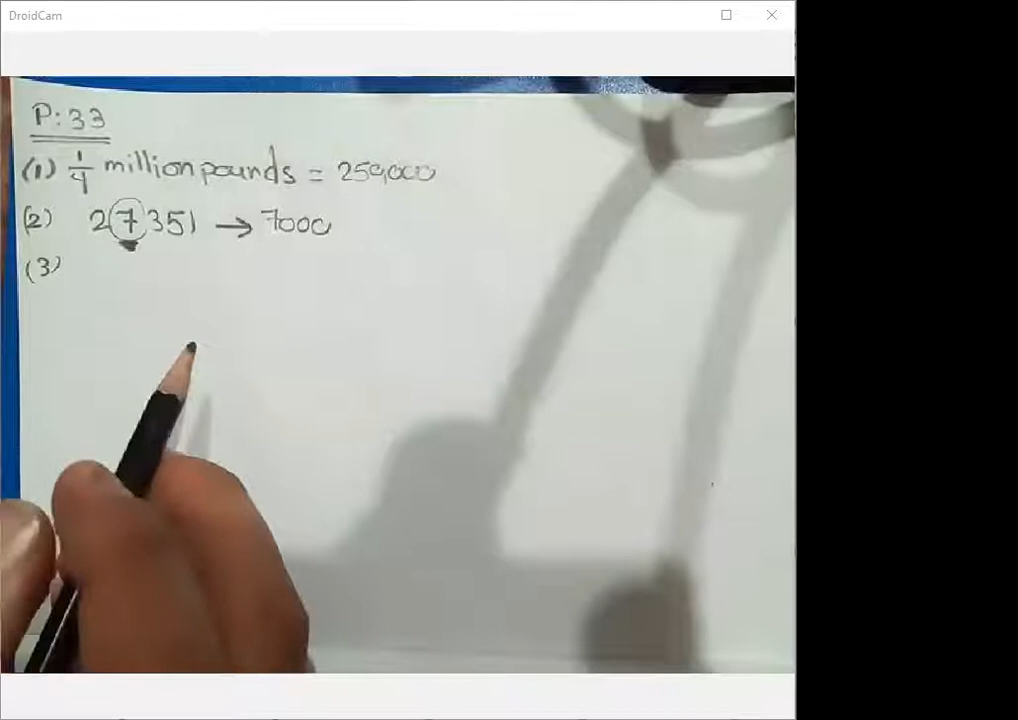 DroidCam
P: 33
(1) 1/4 million pounds = 250,000
(2) 27351 → 7000
(3)